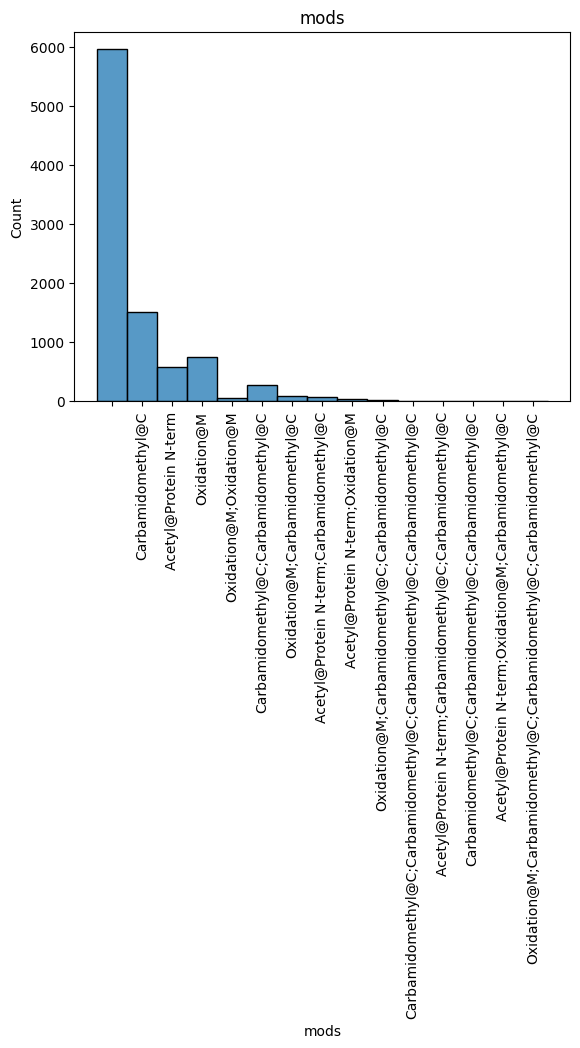 mods
6000
5000
4000
3000
2000
1000
0
Count
Carbamidomethyl@C
Acetyl@Protein N-term
Oxidation@M
Oxidation@M;Oxidation@M
Carbamidomethyl@C;Carbamidomethyl@C
Oxidation@M;Carbamidomethyl@C
Acetyl@Protein N-term;Carbamidomethyl@C
Acetyl@Protein N-term;Oxidation@M
Oxidation@M;Carbamidomethyl@C;Carbamidomethyl@C
Carbamidomethyl@C;Carbamidomethyl@C;Carbamidomethyl@C;Carbamidomethyl@C
Acetyl@Protein N-term;Carbamidomethyl@C;Carbamidomethyl@C
Carbamidomethyl@C;Carbamidomethyl@C;Carbamidomethyl@C
Acetyl@Protein N-term;Oxidation@M;Carbamidomethyl@C
Oxidation@M;Carbamidomethyl@C;Carbamidomethyl@C;Carbamidomethyl@C
mods